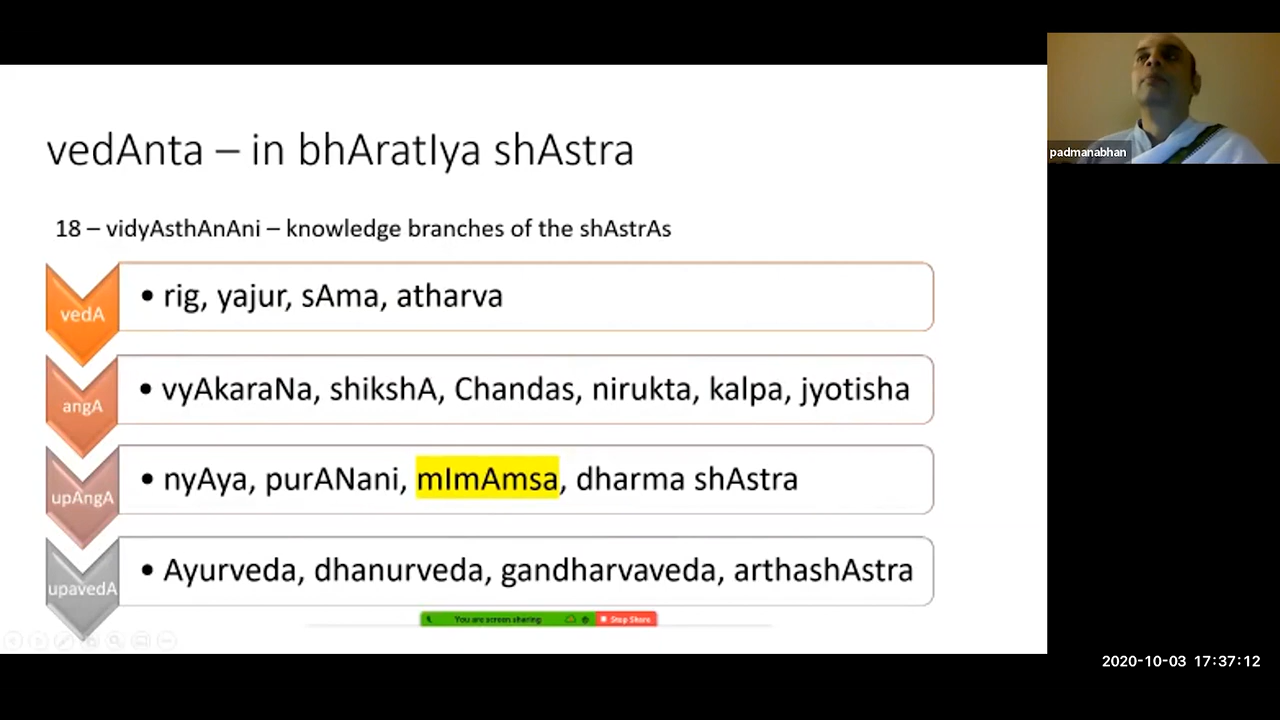 vedAnta – in bhAratIya shAstra
padmanabhan
18 – vidyAsthAnAni – knowledge branches of the shAstrAs
vedA
• rig, yajur, sAma, atharva
angA
• vyAkaraNa, shikshA, Chandas, nirukta, kalpa, jyotisha
upAngA
• nyAya, purANani, mImAmsa, dharma shAstra
upavedA
• Ayurveda, dhanurveda, gandharvaveda, arthashAstra
You are screen sharing
Stop Share
2020-10-03 17:37:12